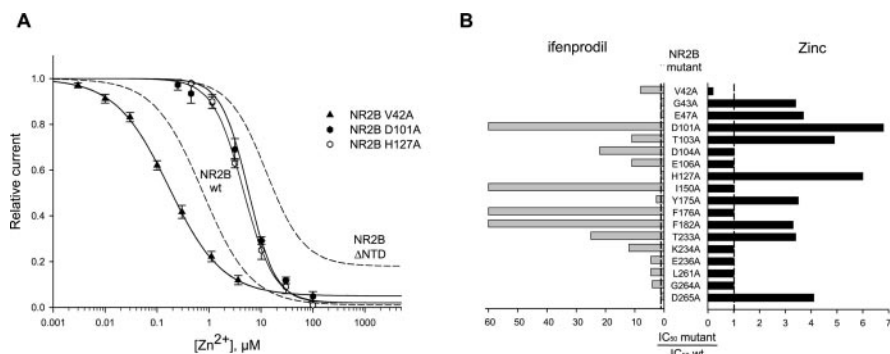 A
Relative current
1.0
0.8
0.6
0.4
0.2
0.0
NR2B V42A
NR2B D101A
NR2B H127A
NR2B
wt
NR2B
ΔNTD
0.001 0.01 0.1 1 10 100 1000
[Zn2+], µM
B
ifenprodil
NR2B
mutant
Zinc
V42A
G43A
E47A
D101A
T103A
D104A
E106A
H127A
I150A
Y175A
F176A
F182A
T233A
K234A
E236A
L261A
G264A
D265A
60 50 40 30 20 10 0
0 1 2 3 4 5 6 7
IC50 mutant
IC50 wt